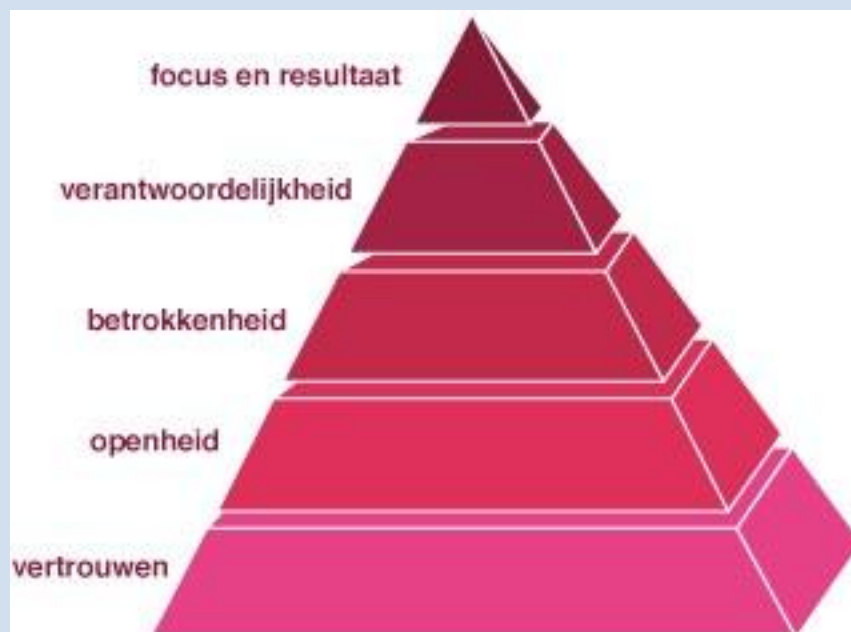 focus en resultaat
verantwoordelijkheid
betrokkenheid
openheid
vertrouwen